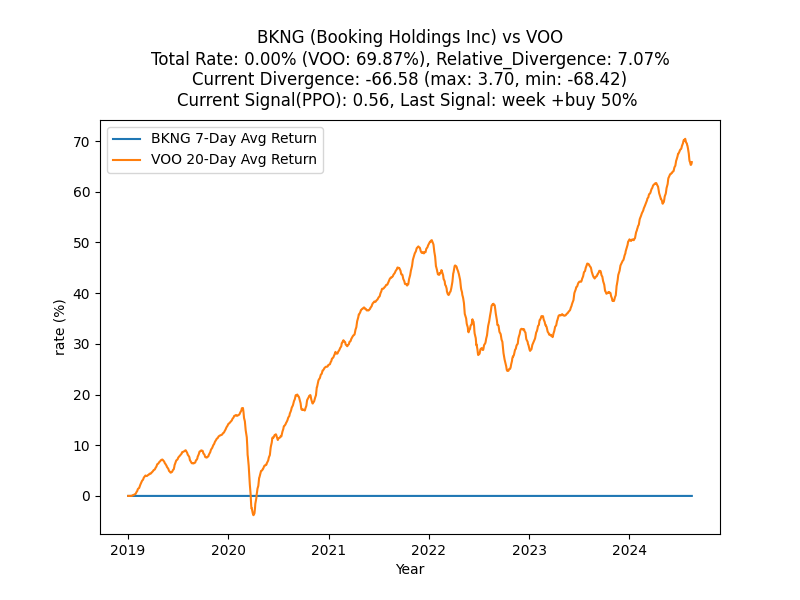 BKNG (Booking Holdings Inc) vs VOO
Total Rate: 0.00% (VOO: 69.87%), Relative_Divergence: 7.07%
Current Divergence: -66.58 (max: 3.70, min: -68.42)
Current Signal(PPO): 0.56, Last Signal: week +buy 50%
BKNG 7-Day Avg Return
VOO 20-Day Avg Return
rate (%)
70
60
50
40
30
20
10
0
2019 2020 2021 2022 2023 2024
Year